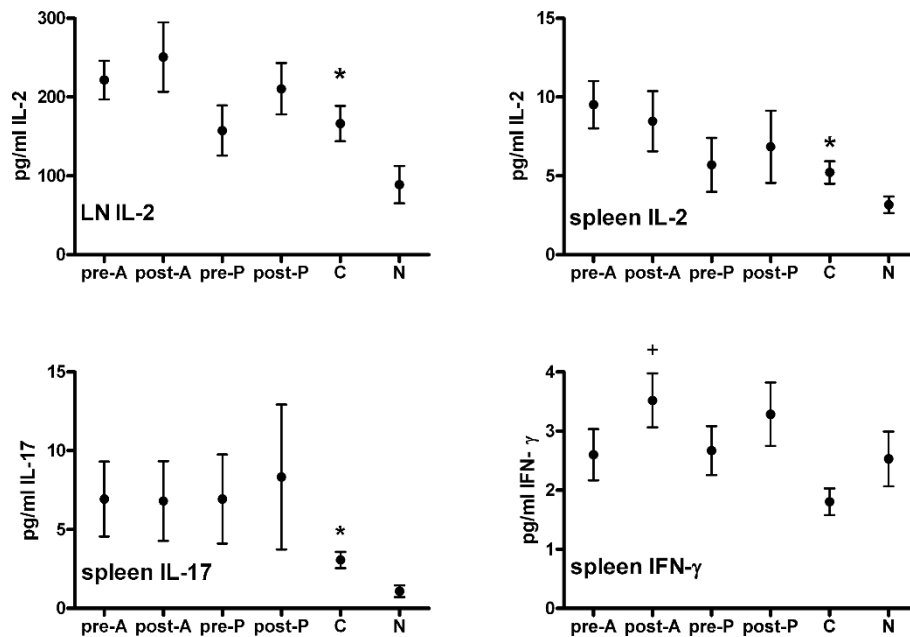 300
200
100
0
pg/ml IL-2
*
LN IL-2
pre-A post-A pre-P post-P C N
15
10
5
0
pg/ml IL-2
*
spleen IL-2
pre-A post-A pre-P post-P C N
15
10
5
0
pg/ml IL-17
*
spleen IL-17
pre-A post-A pre-P post-P C N
4
3
2
1
0
pg/ml IFN- γ
+
spleen IFN-γ
pre-A post-A pre-P post-P C N